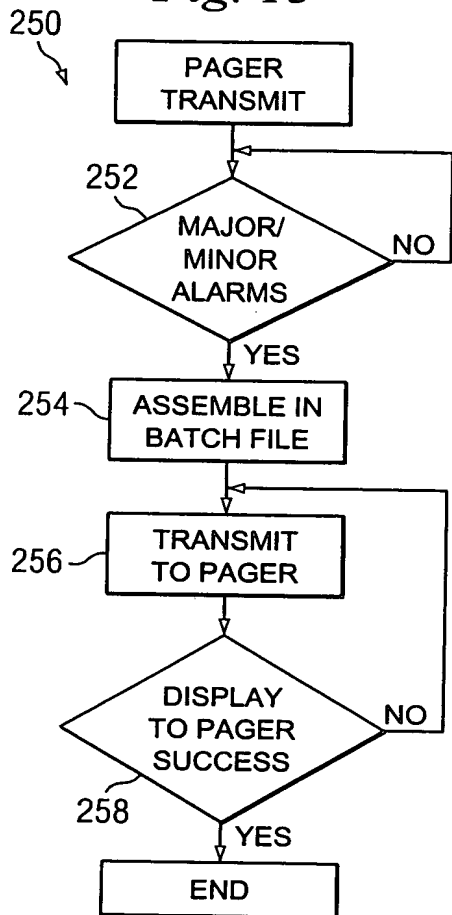 250
PAGER
TRANSMIT
252
MAJOR/
MINOR
ALARMS
NO
YES
254
ASSEMBLE IN
BATCH FILE
256
TRANSMIT
TO PAGER
DISPLAY
TO PAGER
SUCCESS
NO
258
YES
END